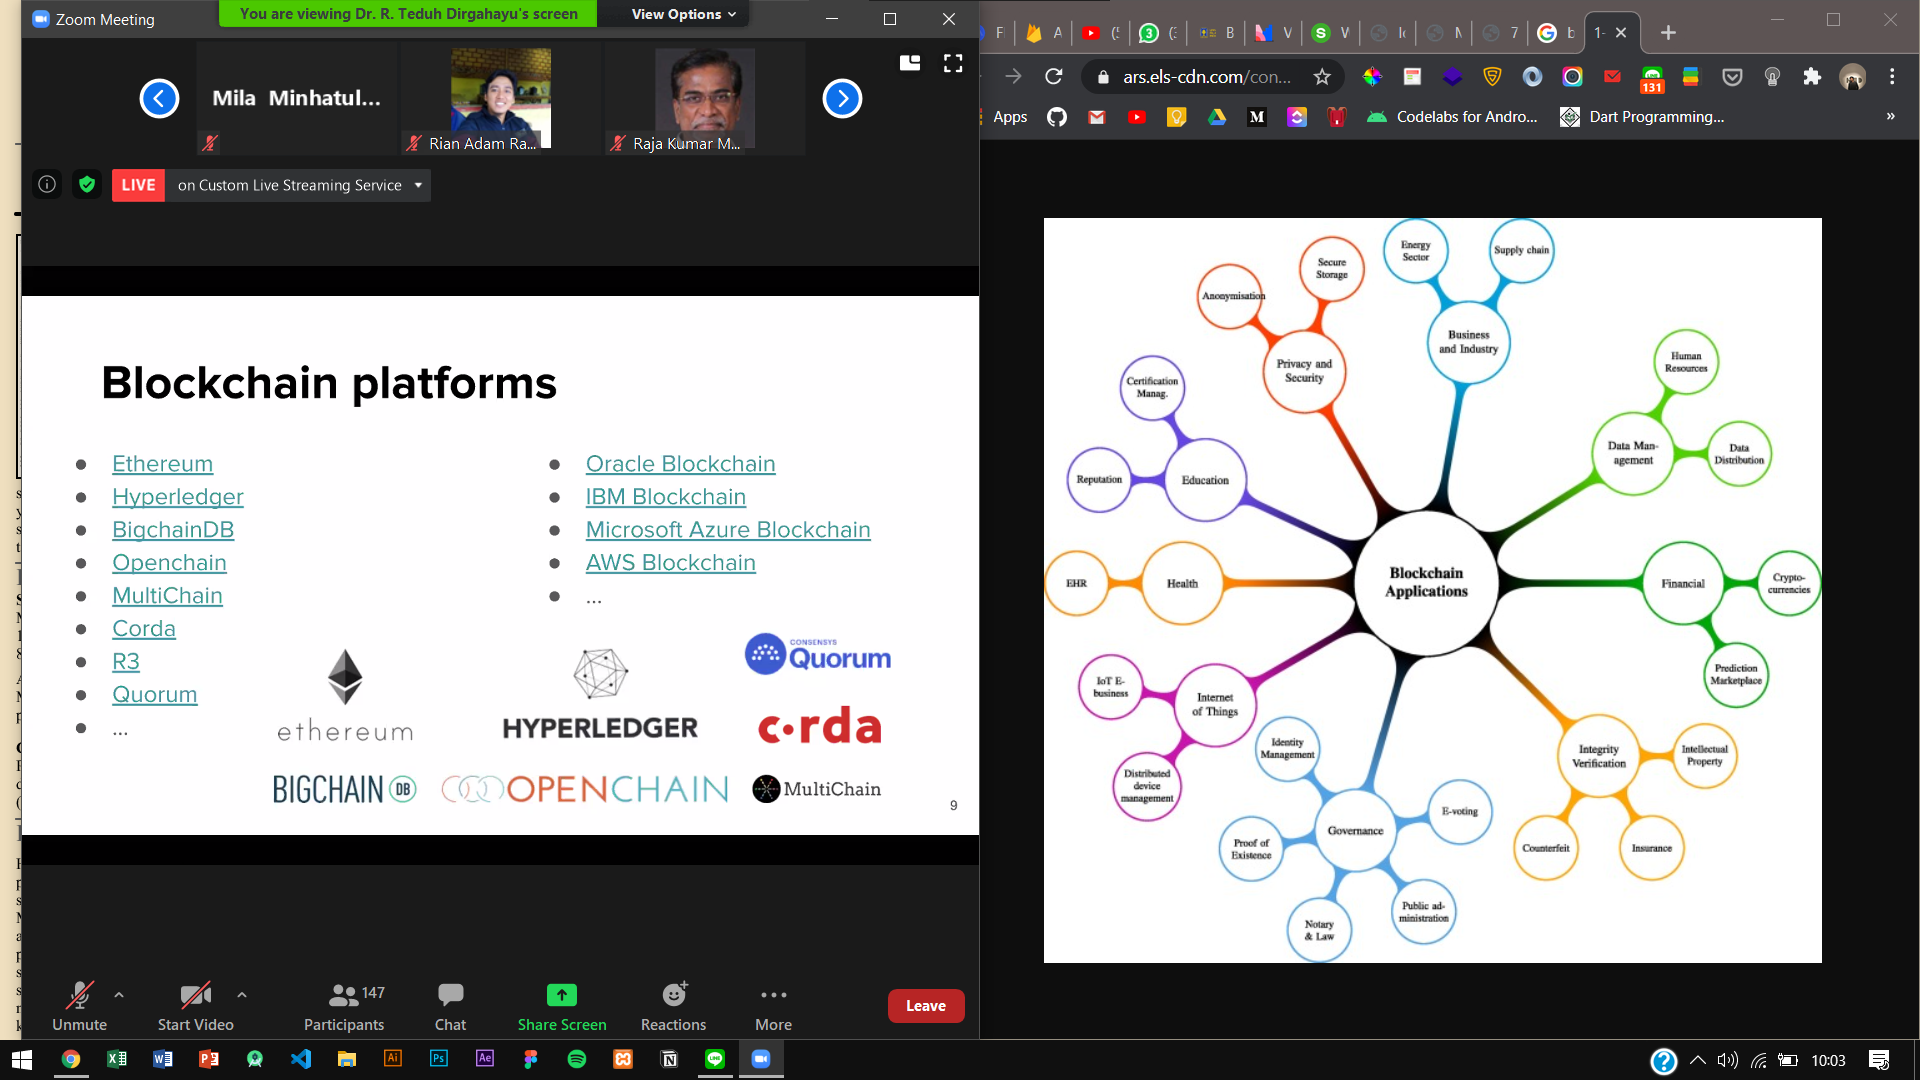 Zoom Meeting
You are viewing Dr. R. Teduh Dirgahayu's screen
View Options
Mila Minhatul...
Rian Adam Ra...
Raja Kumar M...
LIVE
on Custom Live Streaming Service
Blockchain platforms
Ethereum
Hyperledger
BigchainDB
Openchain
MultiChain
Corda
R3
Quorum
...
Oracle Blockchain
IBM Blockchain
Microsoft Azure Blockchain
AWS Blockchain
...
ethereum
HYPERLEDGER
CONSENSYS
Quorum
c·rda
BIGCHAIN DB
OPENCHAIN
MultiChain
9
Unmute
Start Video
147
Participants
Chat
Share Screen
Reactions
More
Leave
ars.els-cdn.com/con...
131
Apps
Codelabs for Andro...
Dart Programming...
»
Energy
Sector
Supply chain
Secure
Storage
Anonymisation
Business
and Industry
Privacy and
Security
Human
Resources
Certification
Manag.
Data Man-
agement
Data
Distribution
Reputation
Education
Blockchain
Applications
EHR
Health
Financial
Crypto-
currencies
IoT E-
business
Internet
of Things
Prediction
Marketplace
Identity
Management
Integrity
Verification
Intellectual
Property
Distributed
device
management
Governance
E-voting
Proof of
Existence
Counterfeit
Insurance
Public ad-
ministration
Notary
& Law
10:03